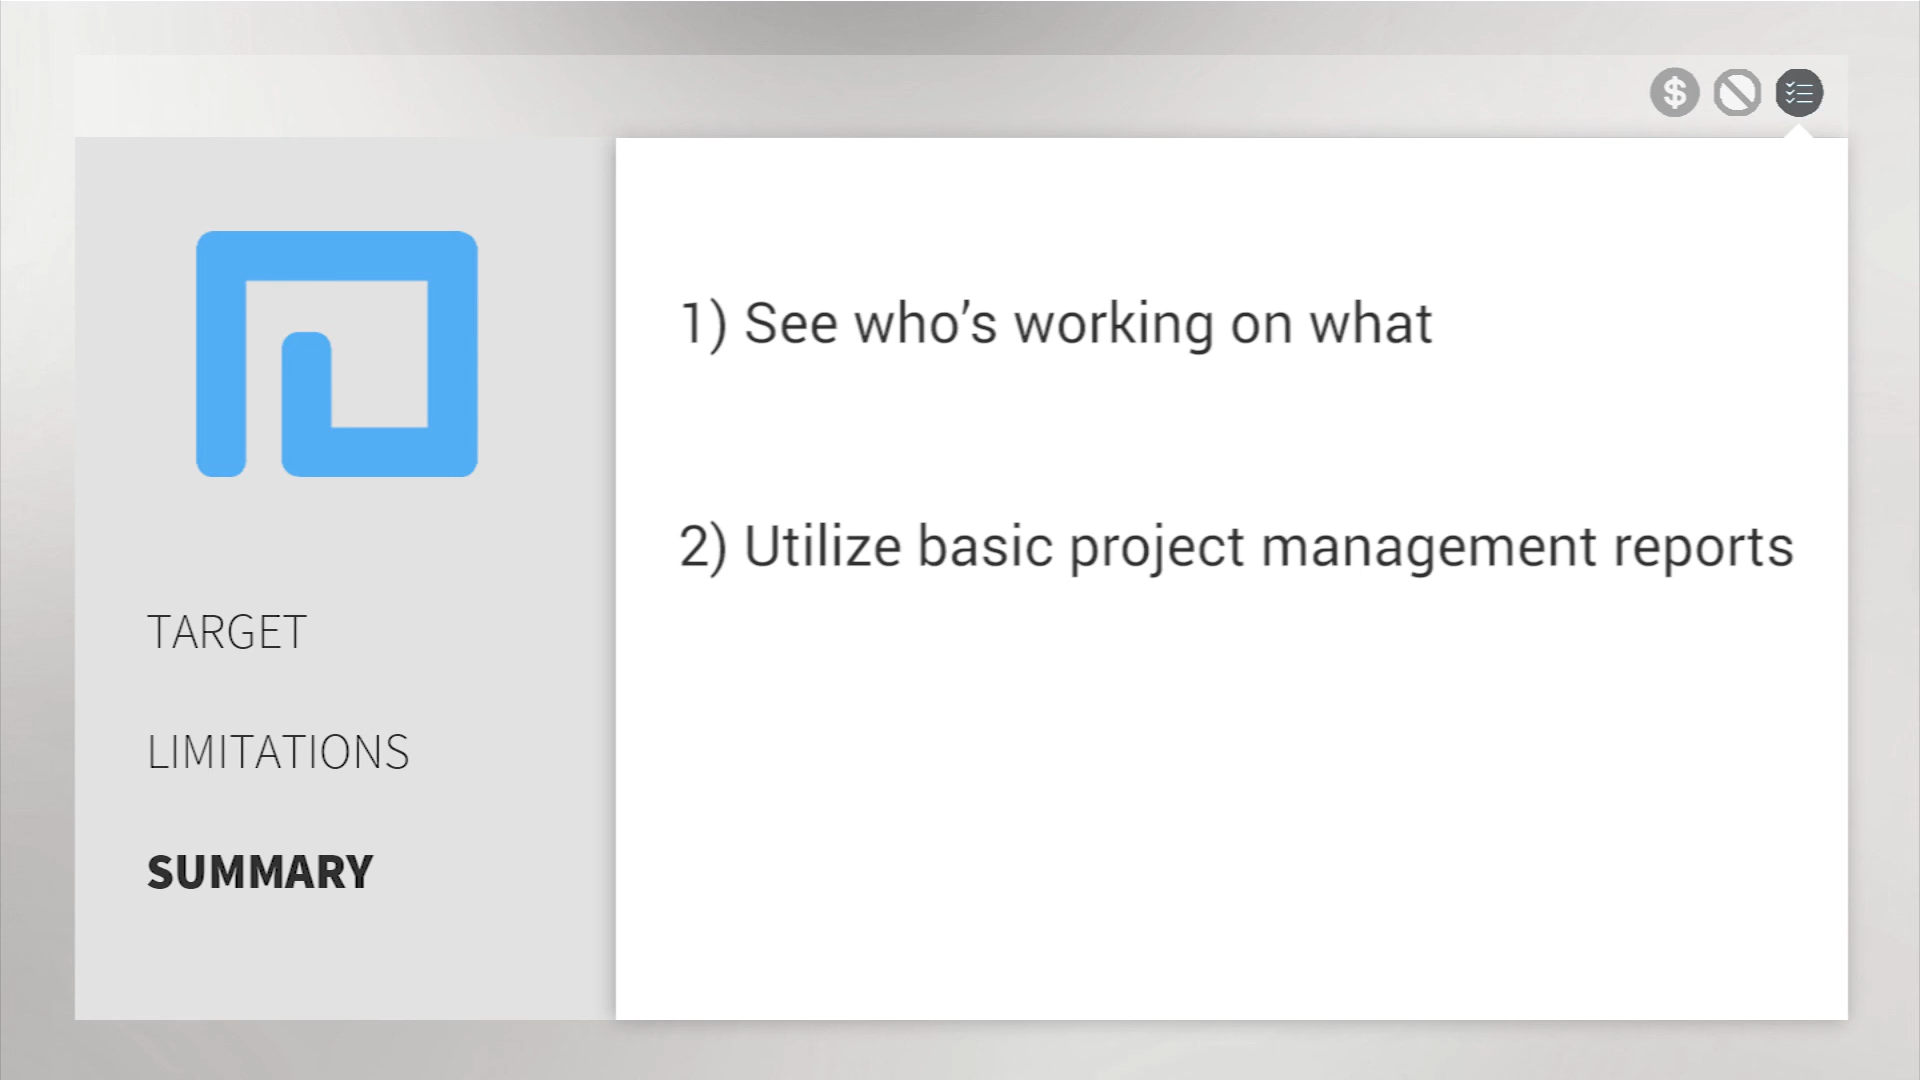 TARGET
LIMITATIONS
SUMMARY
1) See who’s working on what
2) Utilize basic project management reports